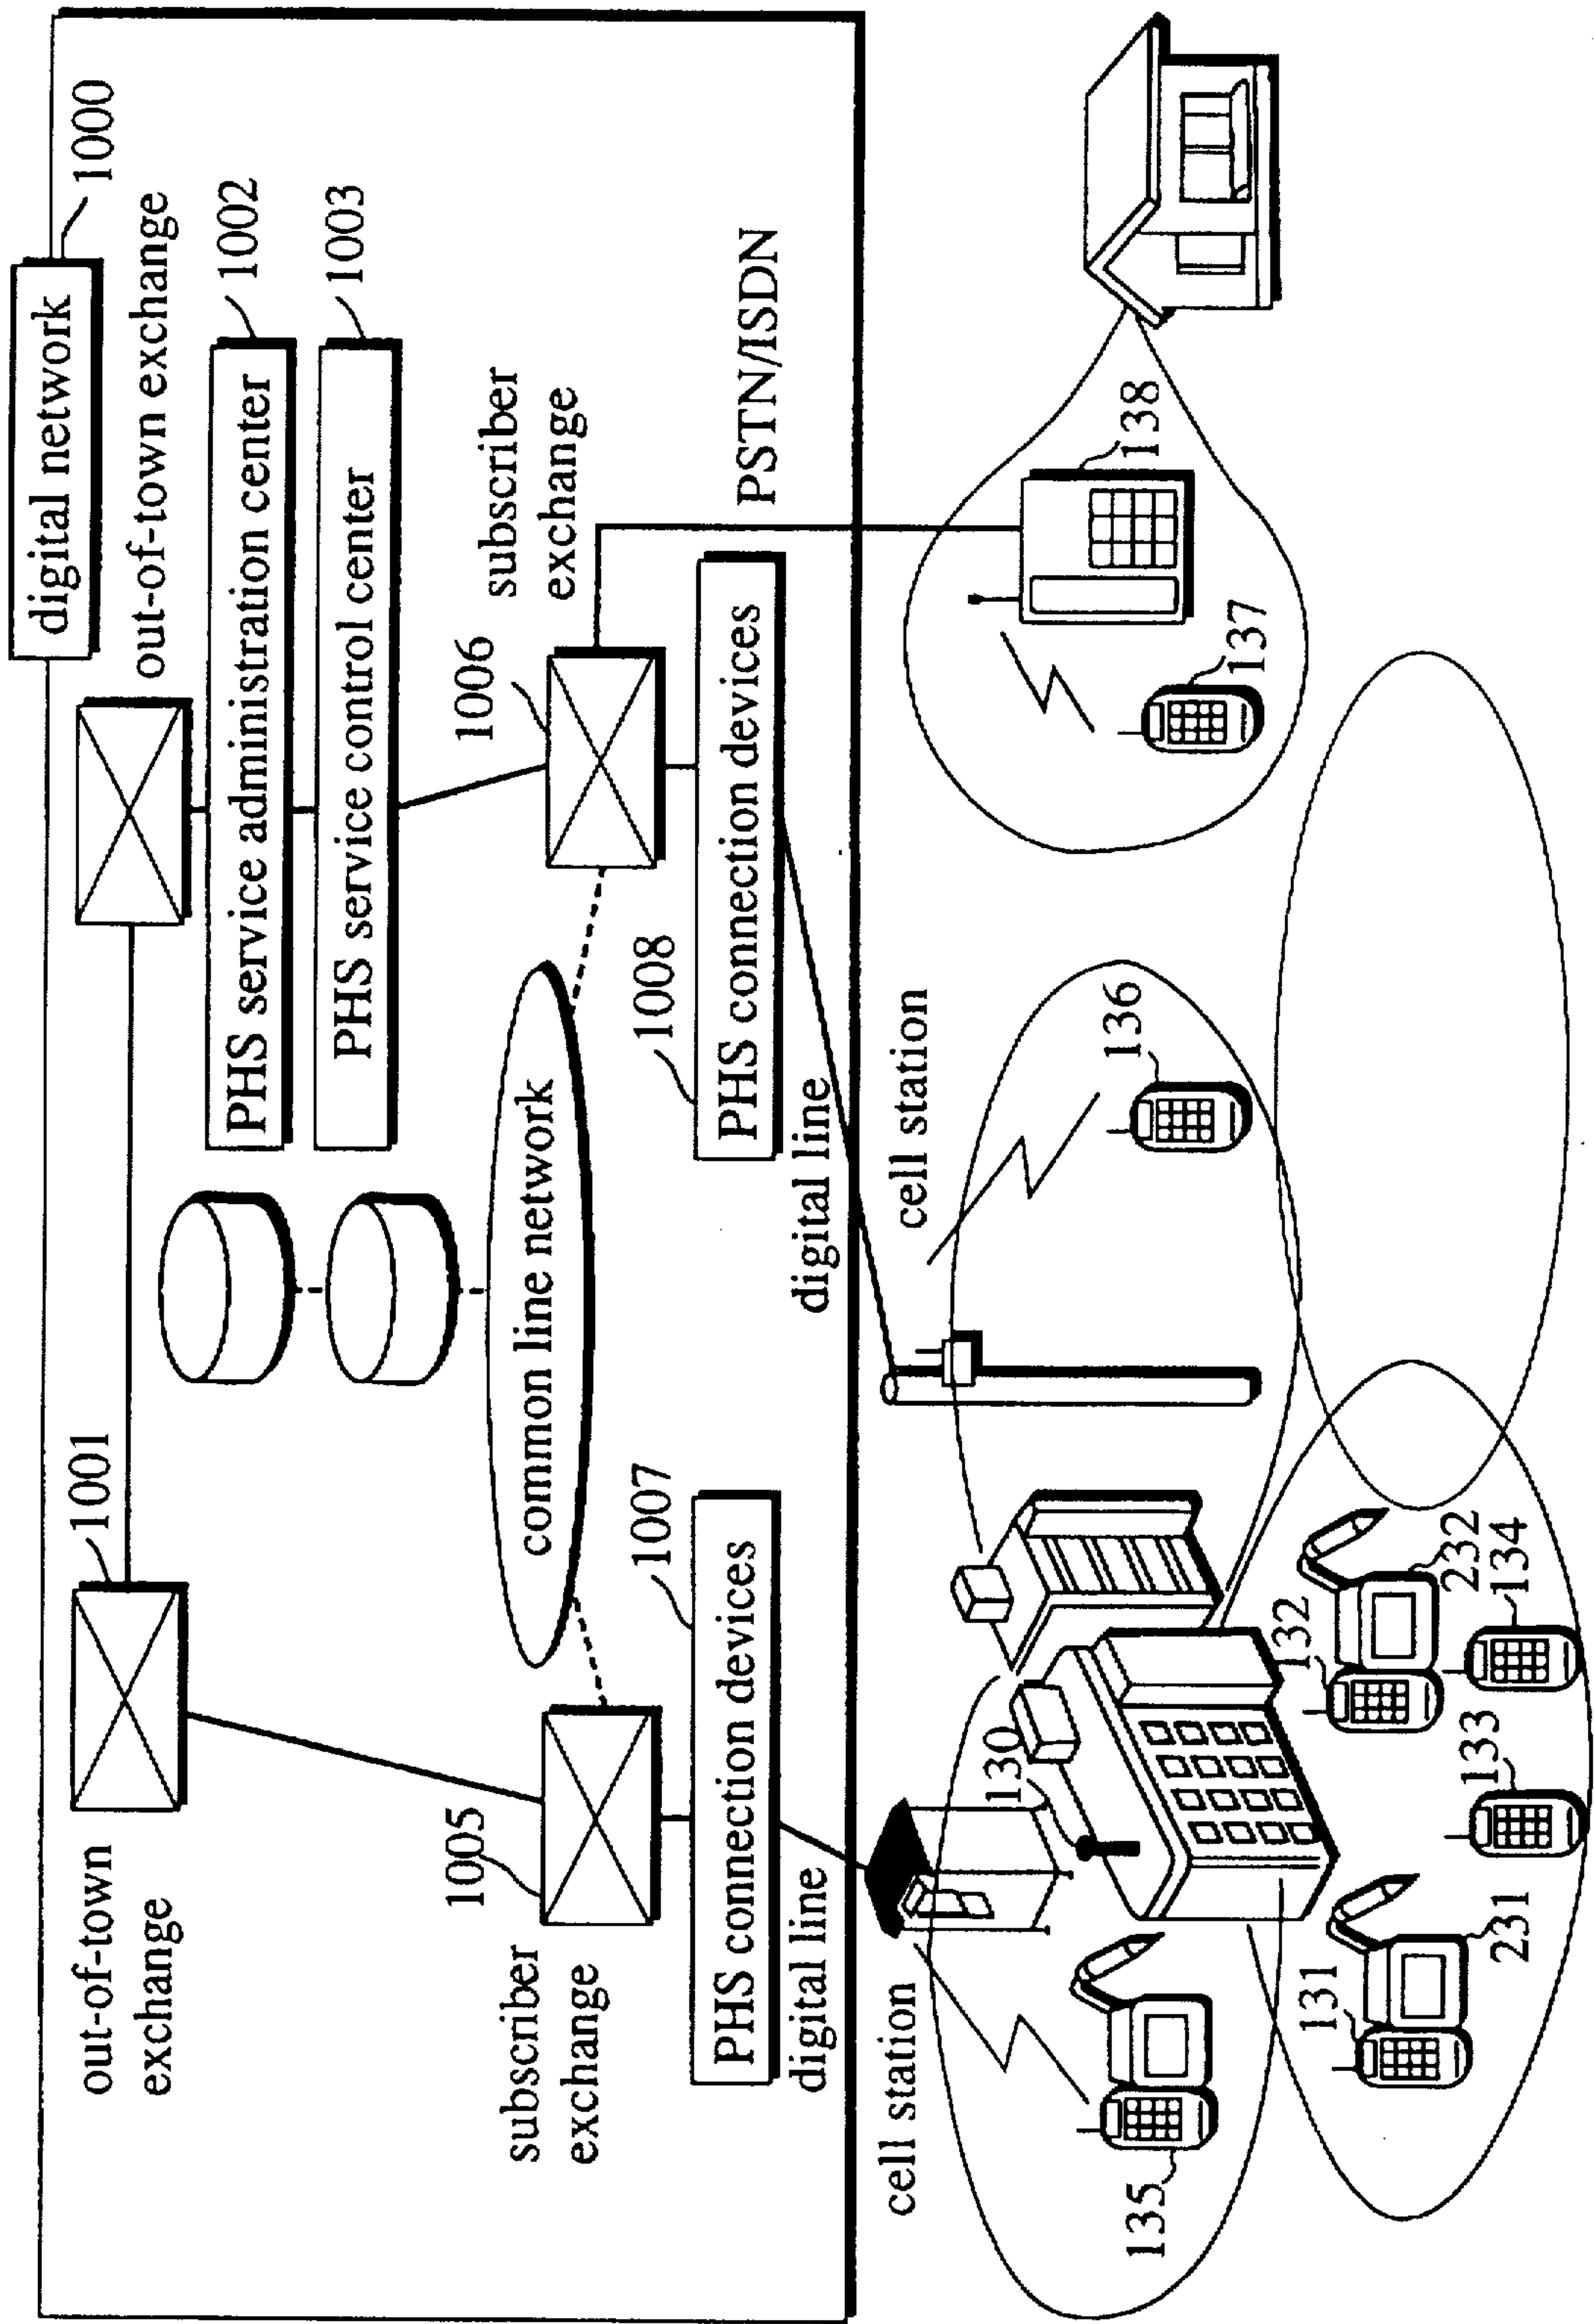 digital network
1000
out-of-town
exchange
1001
out-of-town exchange
PHS service administration center
1002
PHS service control center
1003
common line network
subscriber
exchange
1005
1006
subscriber
exchange
PHS connection devices
1007
1008
PHS connection devices
digital line
digital line
PSTN/ISDN
cell station
cell station
130
135
136
137
138
131
231
133
132
232
134